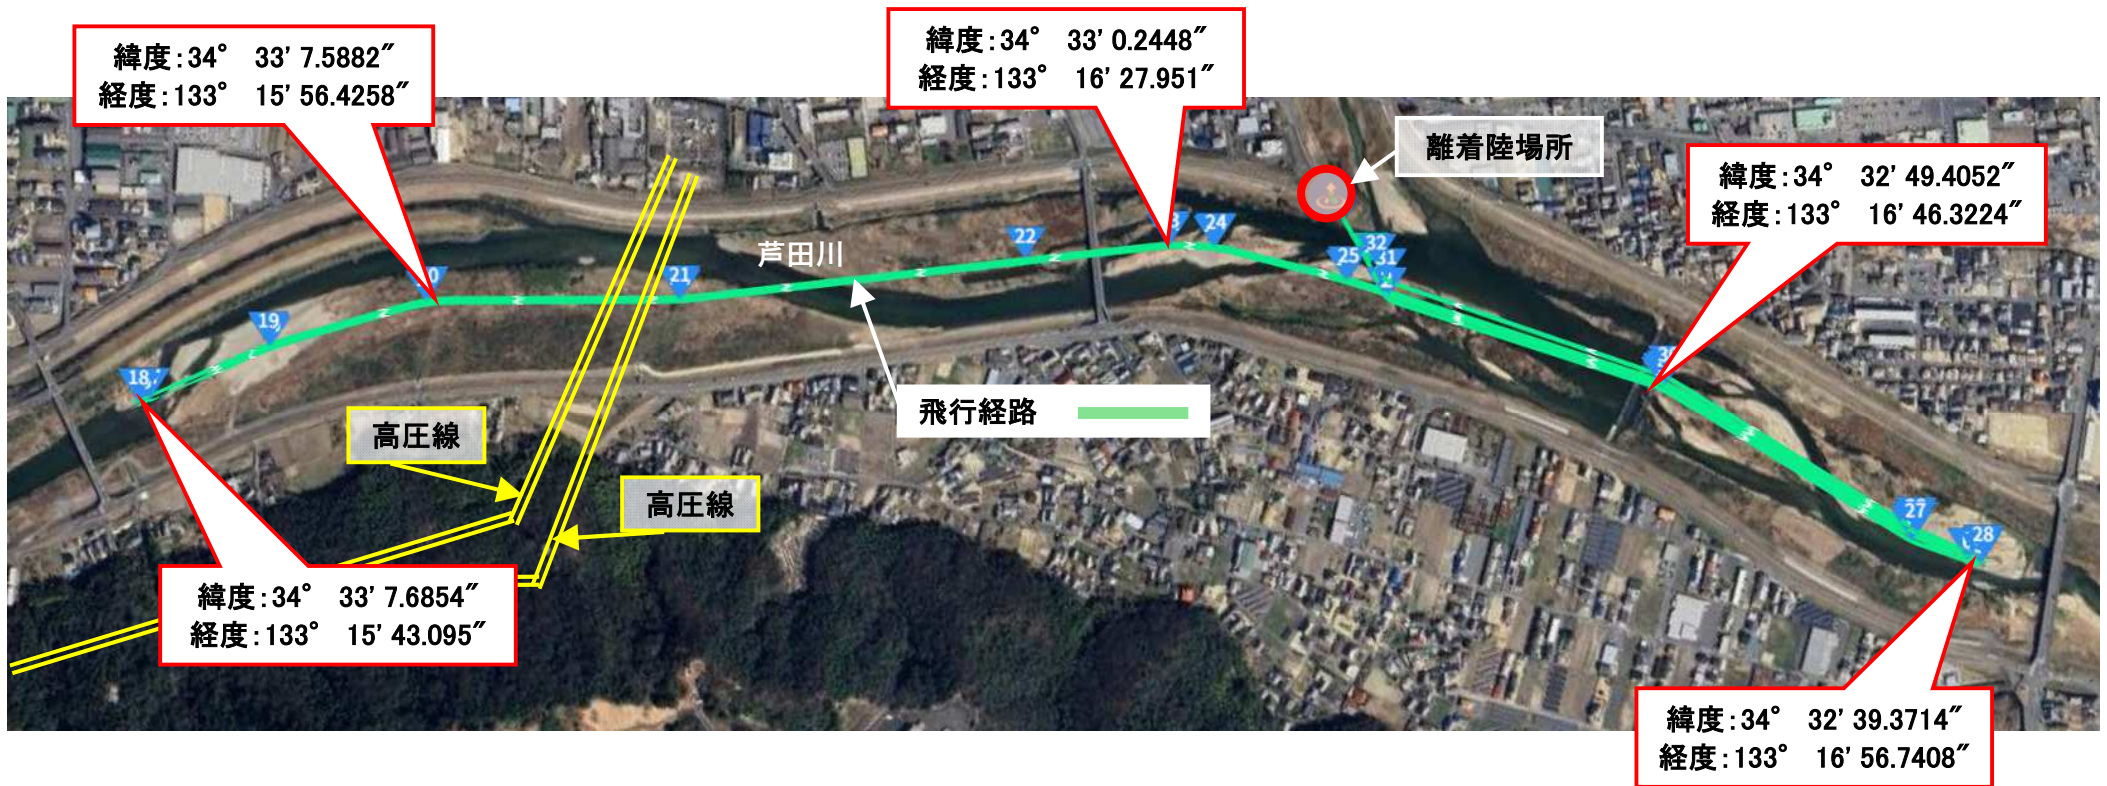 緯度：34°　33’ 7.5882”
経度：133°　15’ 56.4258”
緯度：34°　33’ 0.2448”
経度：133°　16’ 27.951”
離着陸場所
緯度：34°　32’ 49.4052”
経度：133°　16’ 46.3224”
芦田川
18
19
21
22
24
25
32
31
27
28
飛行経路
高圧線
高圧線
緯度：34°　33’ 7.6854”
経度：133°　15’ 43.095”
緯度：34°　32’ 39.3714”
経度：133°　16’ 56.7408”